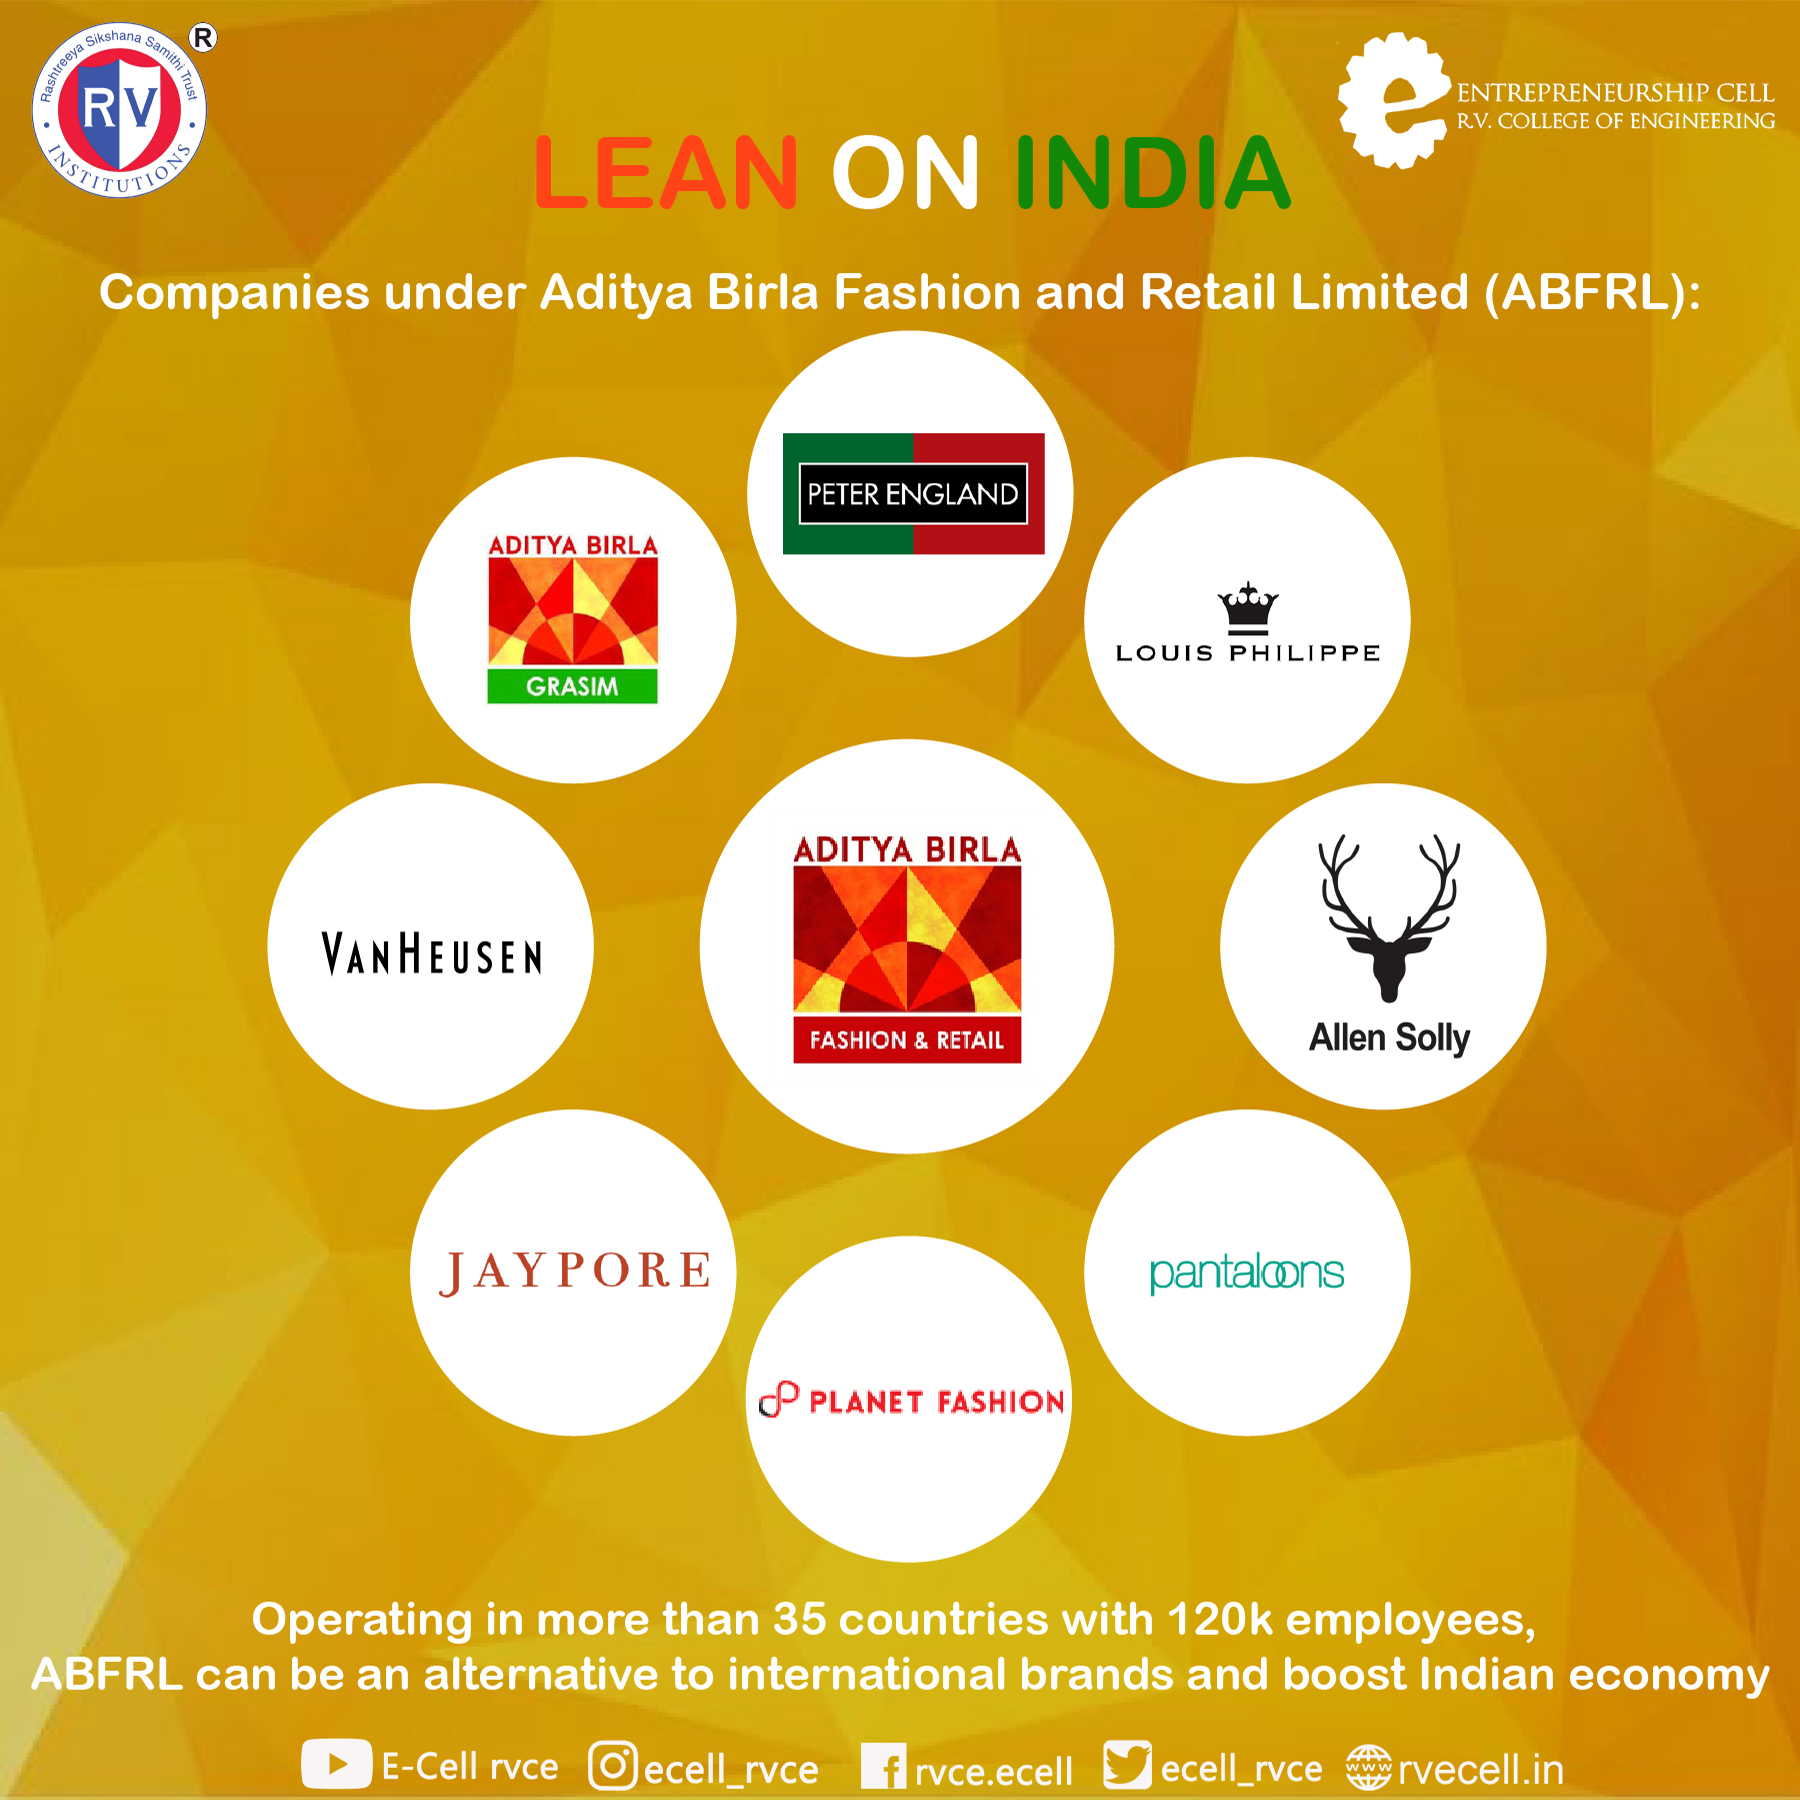 Rashtreeya Sikshana Samithi Trust
RV
INSTITUTIONS
R
ENTREPRENEURSHIP CELL
R.V. COLLEGE OF ENGINEERING
LEAN ON INDIA
Companies under Aditya Birla Fashion and Retail Limited (ABFRL):
PETER ENGLAND
ADITYA BIRLA
GRASIM
LOUIS PHILIPPE
VANHEUSEN
ADITYA BIRLA
FASHION & RETAIL
Allen Solly
JAYPORE
pantaloons
PLANET FASHION
Operating in more than 35 countries with 120k employees,
ABFRL can be an alternative to international brands and boost Indian economy
E-Cell rvce ecell_rvce rvce.ecell ecell_rvce www rvecell.in